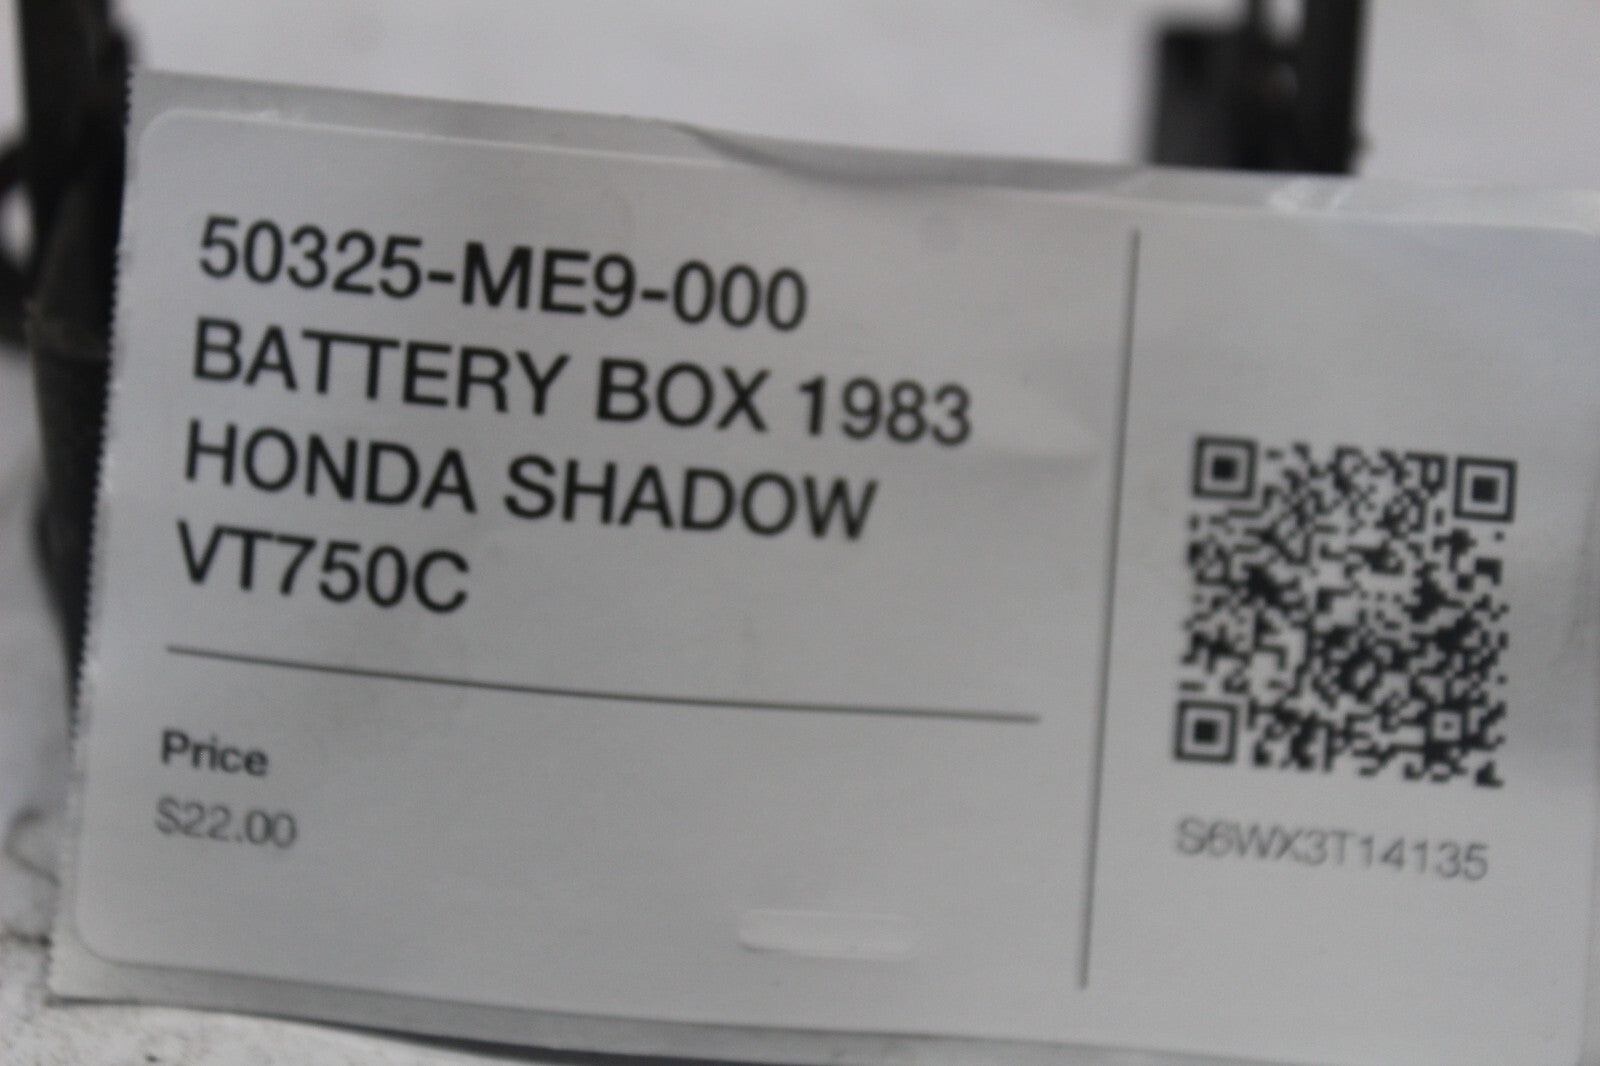 50325-ME9-000
BATTERY BOX 1983
HONDA SHADOW
VT750C
Price
$22.00
S6WX3T14135